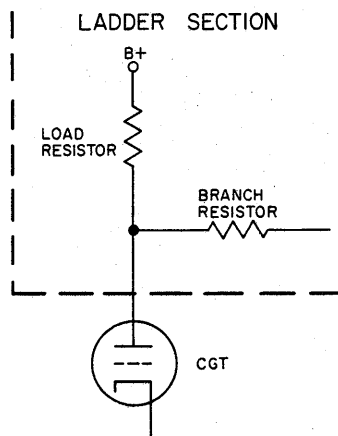 LADDER SECTION
B+
LOAD
RESISTOR
BRANCH
RESISTOR
CGT